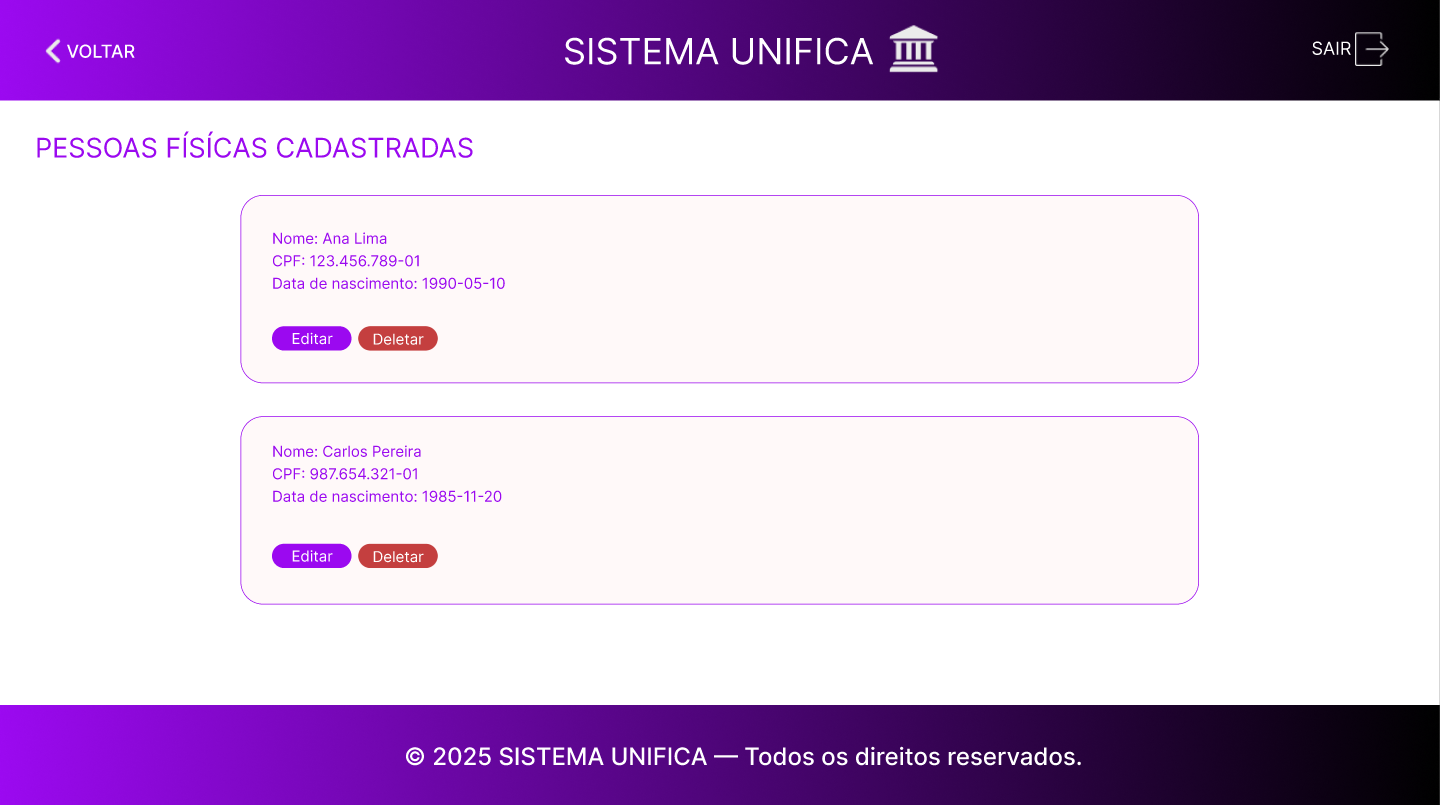 VOLTAR
SISTEMA UNIFICA
SAIR
PESSOAS FÍSÍCAS CADASTRADAS
Nome: Ana Lima
CPF: 123.456.789-01
Data de nascimento: 1990-05-10
Editar Deletar
Nome: Carlos Pereira
CPF: 987.654.321-01
Data de nascimento: 1985-11-20
Editar Deletar
© 2025 SISTEMA UNIFICA — Todos os direitos reservados.